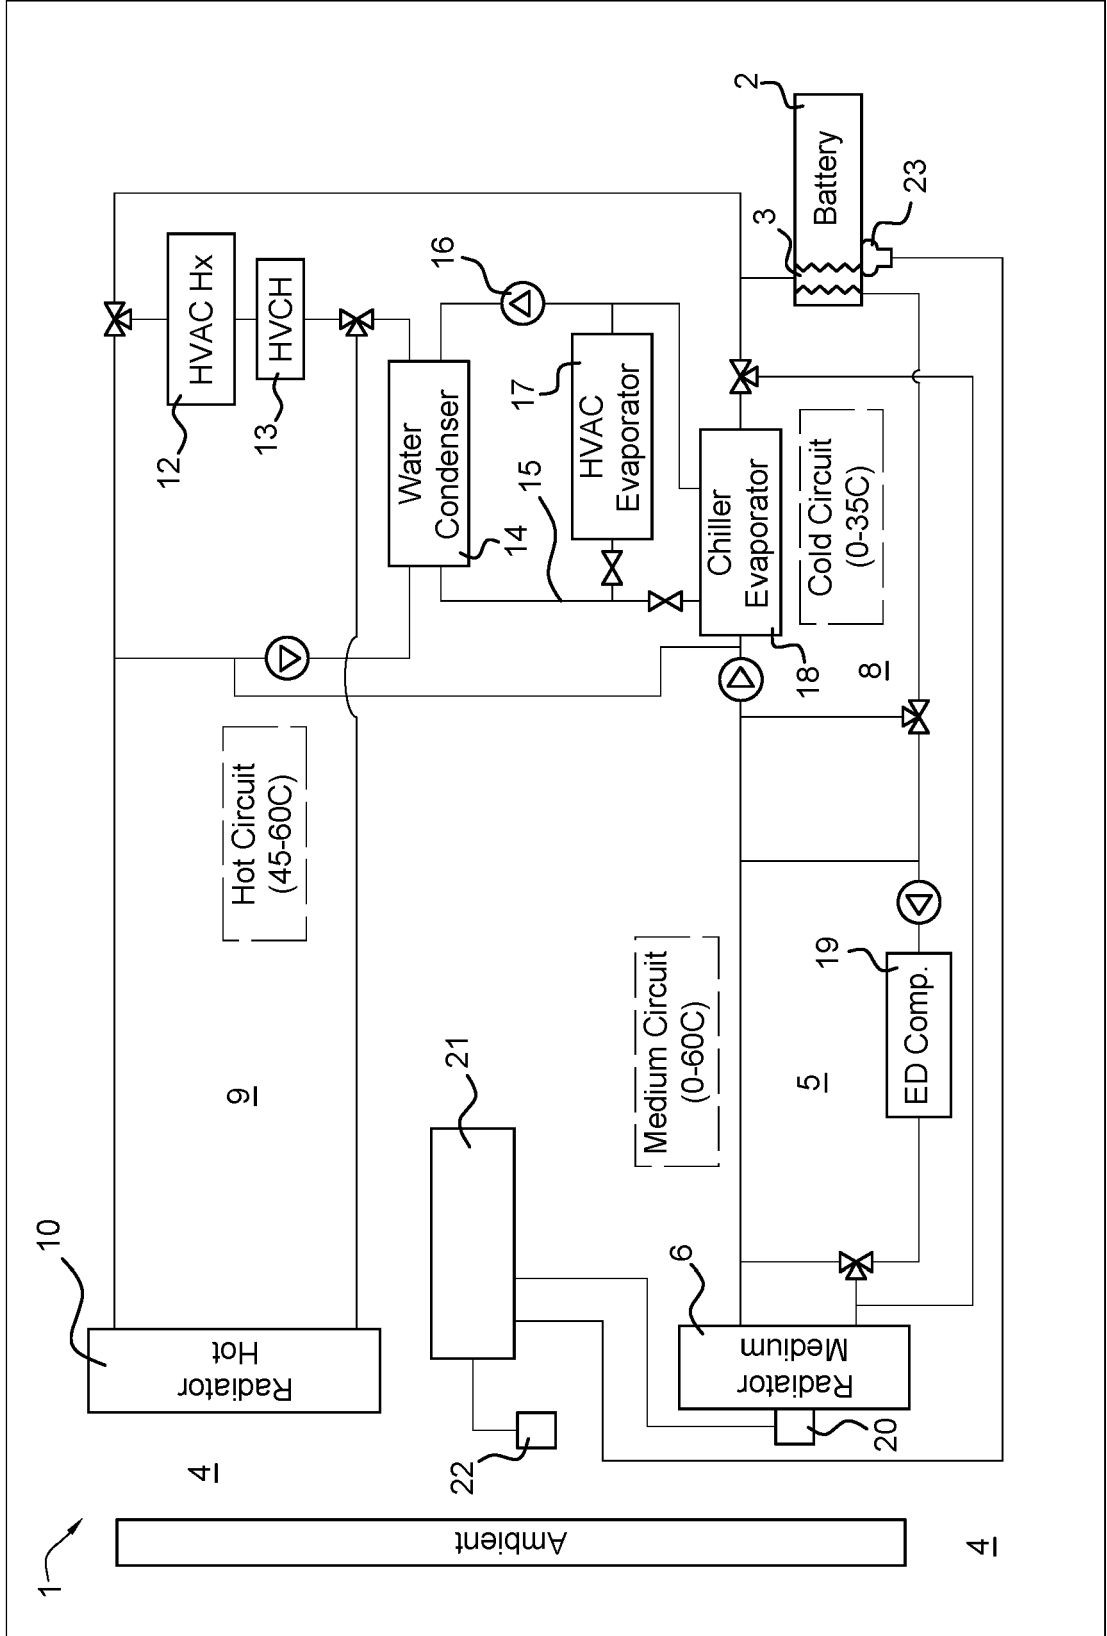 1
Ambient
4
4
10
Radiator
Hot
9
Hot Circuit
(45-60C)
12
HVAC Hx
13
HVCH
Water
Condenser
14
15
16
17
HVAC
Evaporator
Chiller
Evaporator
18
21
22
Medium Circuit
(0-60C)
Cold Circuit
(0-35C)
8
5
6
Radiator
Medium
20
19
ED Comp.
2
Battery
3
23